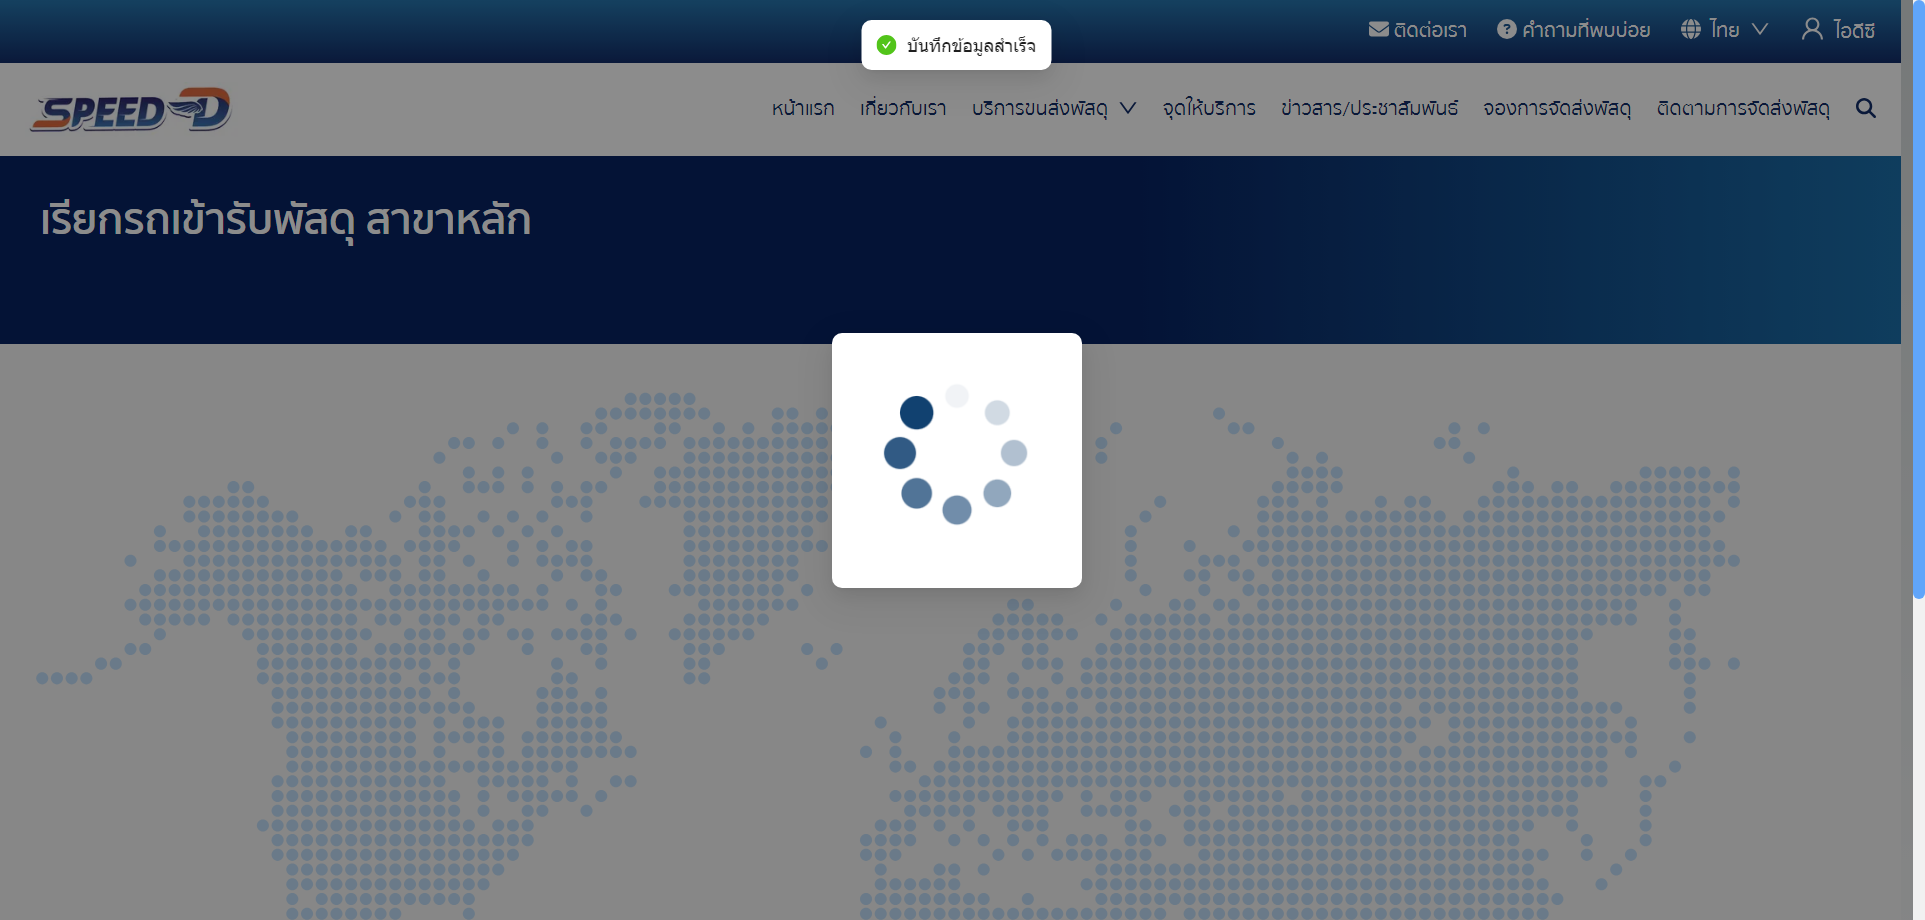 ติดต่อเรา คำถามที่พบบ่อย ไทย ไอดีซี
บันทึกข้อมูลสำเร็จ
SPEED-D
หน้าแรก เกี่ยวกับเรา บริการขนส่งพัสดุ จุดให้บริการ ข่าวสาร/ประชาสัมพันธ์ จองการจัดส่งพัสดุ ติดตามการจัดส่งพัสดุ
เรียกรถเข้ารับพัสดุ สาขาหลัก